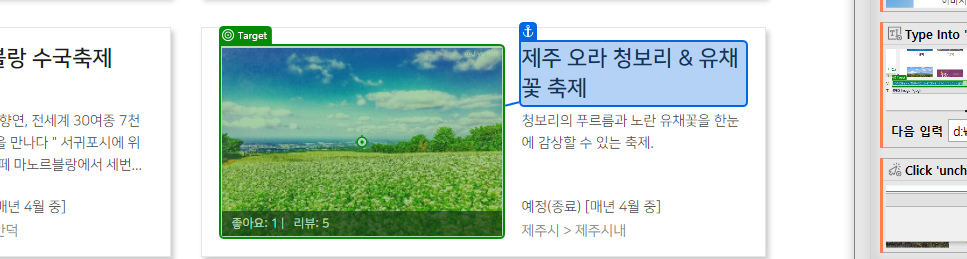 블랑 수국축제
향연, 전세계 30여종 7천
을 만나다 " 서귀포시에 위
페 마노르블랑에서 세번...
매년 4월 중]
안덕
Target
좋아요: 1 | 리뷰: 5
제주 오라 청보리 & 유채
꽃 축제
청보리의 푸르름과 노란 유채꽃을 한눈
에 감상할 수 있는 축제.
예정(종료) [매년 4월 중]
제주시 > 제주시내
Type Into '
다음 입력
d:₩
Click 'unch